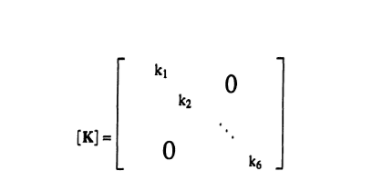 k₁
0
k₂
[K]=
⋱
0
k₆